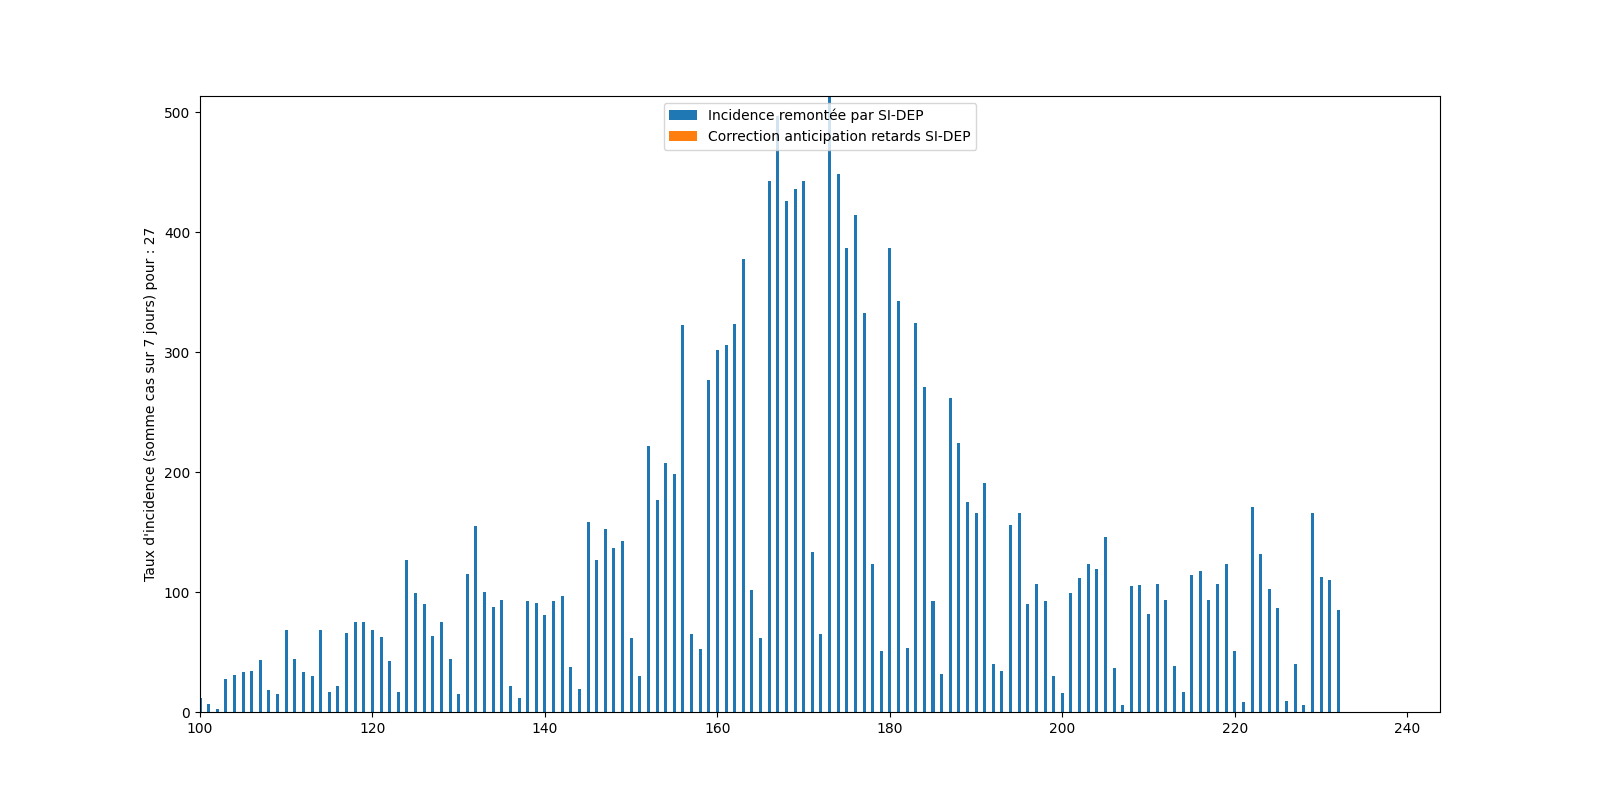 Incidence remontée par SI-DEP
Correction anticipation retards SI-DEP
Taux d'incidence (somme cas sur 7 jours) pour : 27
500
400
300
200
100
0
100 120 140 160 180 200 220 240